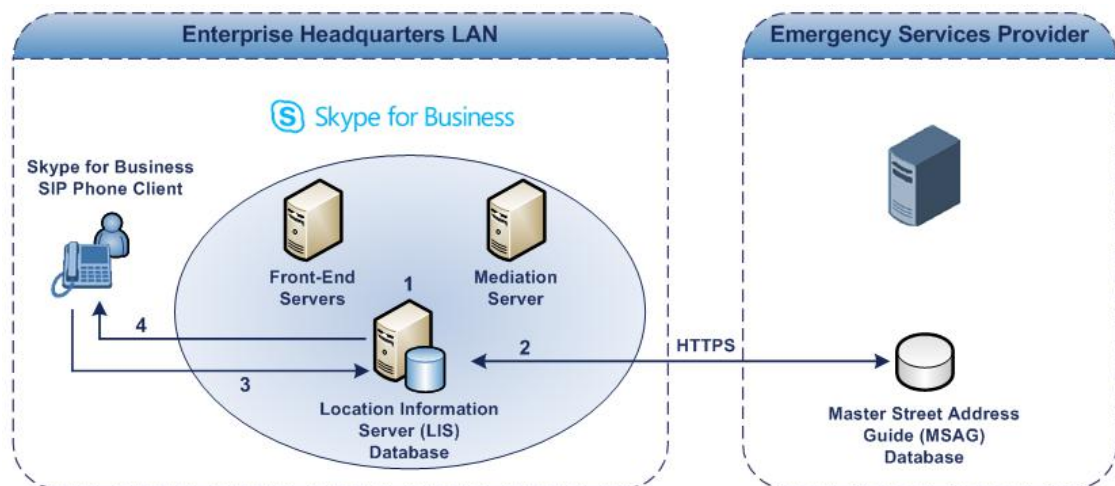 Enterprise Headquarters LAN
Emergency Services Provider
S Skype for Business
Skype for Business
SIP Phone Client
Front-End
Servers
Mediation
Server
1
4
2
HTTPS
3
Location Information
Server (LIS)
Database
Master Street Address
Guide (MSAG)
Database